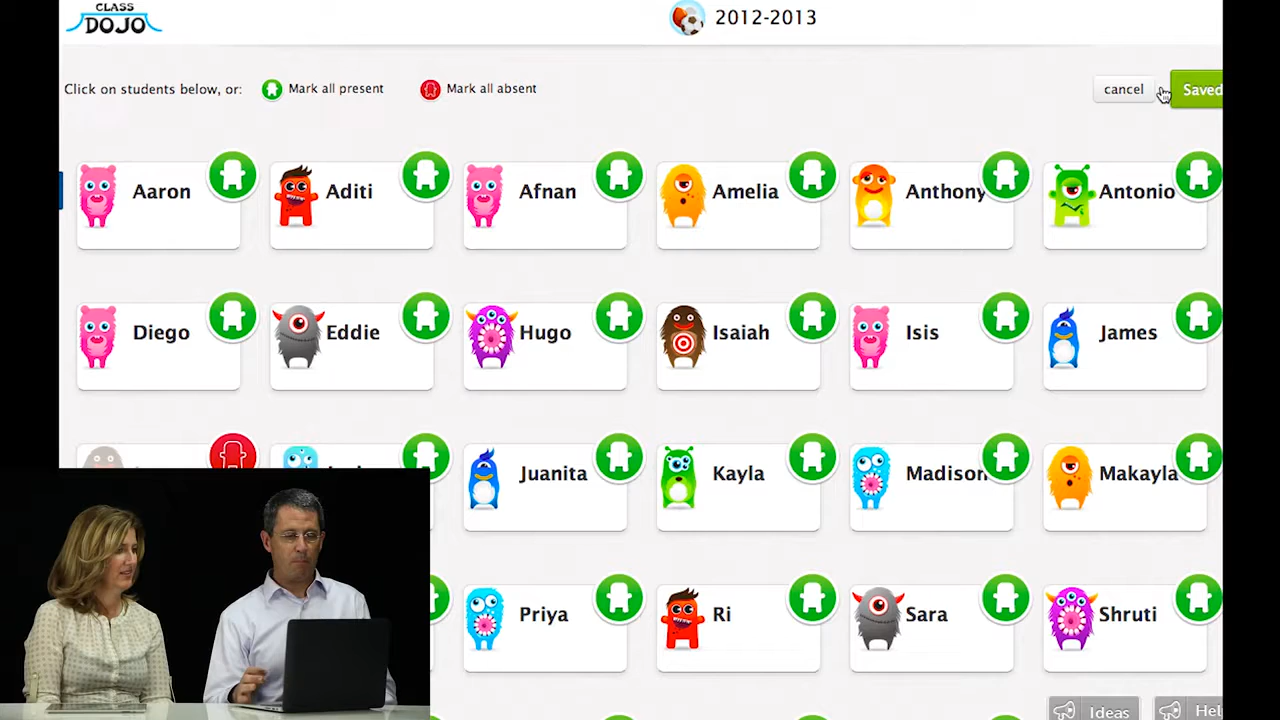 CLASS
DOJO
2012-2013
Click on students below, or:
Mark all present
Mark all absent
cancel
Saved
Aaron
Aditi
Afnan
Amelia
Anthony
Antonio
Diego
Eddie
Hugo
Isaiah
Isis
James
Juanita
Kayla
Madison
Makayla
Priya
Ri
Sara
Shruti
Ideas